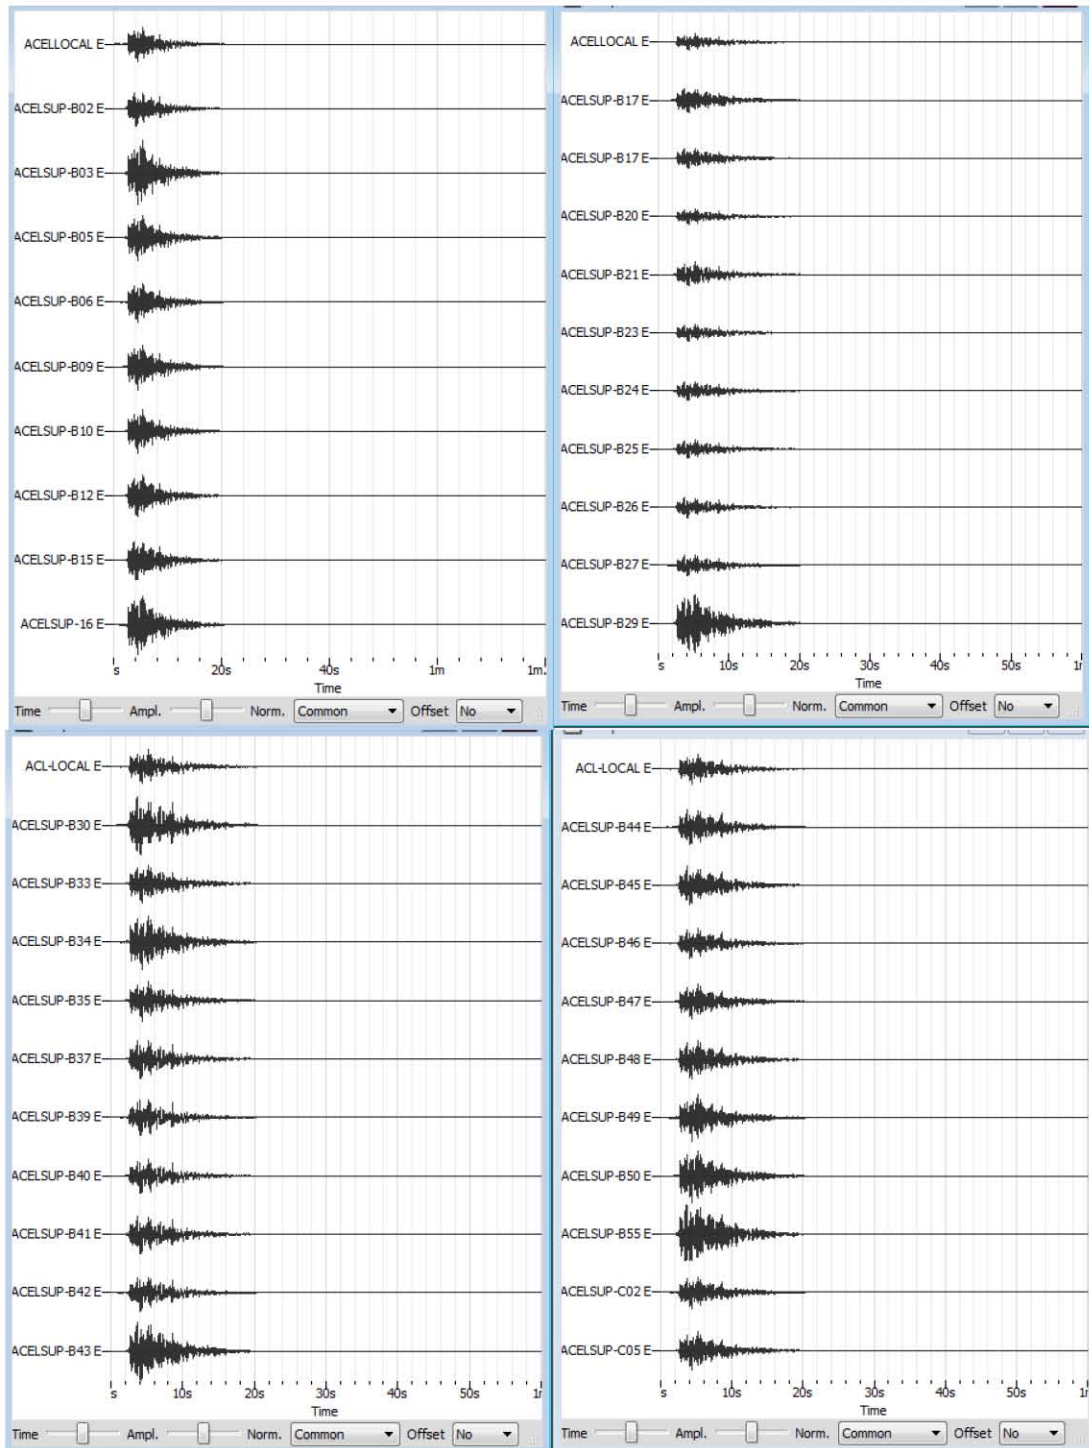 ACELLOCAL E
ACELSUP-B02 E
ACELSUP-B03 E
ACELSUP-B05 E
ACELSUP-B06 E
ACELSUP-B09 E
ACELSUP-B10 E
ACELSUP-B12 E
ACELSUP-B15 E
ACELSUP-16 E
s 20s 40s 1m
Time
Time Ampl. Norm. Common Offset No
ACELLOCAL E
ACELSUP-B17 E
ACELSUP-B17 E
ACELSUP-B20 E
ACELSUP-B21 E
ACELSUP-B23 E
ACELSUP-B24 E
ACELSUP-B25 E
ACELSUP-B26 E
ACELSUP-B27 E
ACELSUP-B29 E
s 10s 20s 30s 40s 50s
Time
Time Ampl. Norm. Common Offset No
ACL-LOCAL E
ACELSUP-B30 E
ACELSUP-B33 E
ACELSUP-B34 E
ACELSUP-B35 E
ACELSUP-B37 E
ACELSUP-B39 E
ACELSUP-B40 E
ACELSUP-B41 E
ACELSUP-B42 E
ACELSUP-B43 E
s 10s 20s 30s 40s 50s
Time
Time Ampl. Norm. Common Offset No
ACL-LOCAL E
ACELSUP-B44 E
ACELSUP-B45 E
ACELSUP-B46 E
ACELSUP-B47 E
ACELSUP-B48 E
ACELSUP-B49 E
ACELSUP-B50 E
ACELSUP-B55 E
ACELSUP-C02 E
ACELSUP-C05 E
s 10s 20s 30s 40s 50s
Time
Time Ampl. Norm. Common Offset No